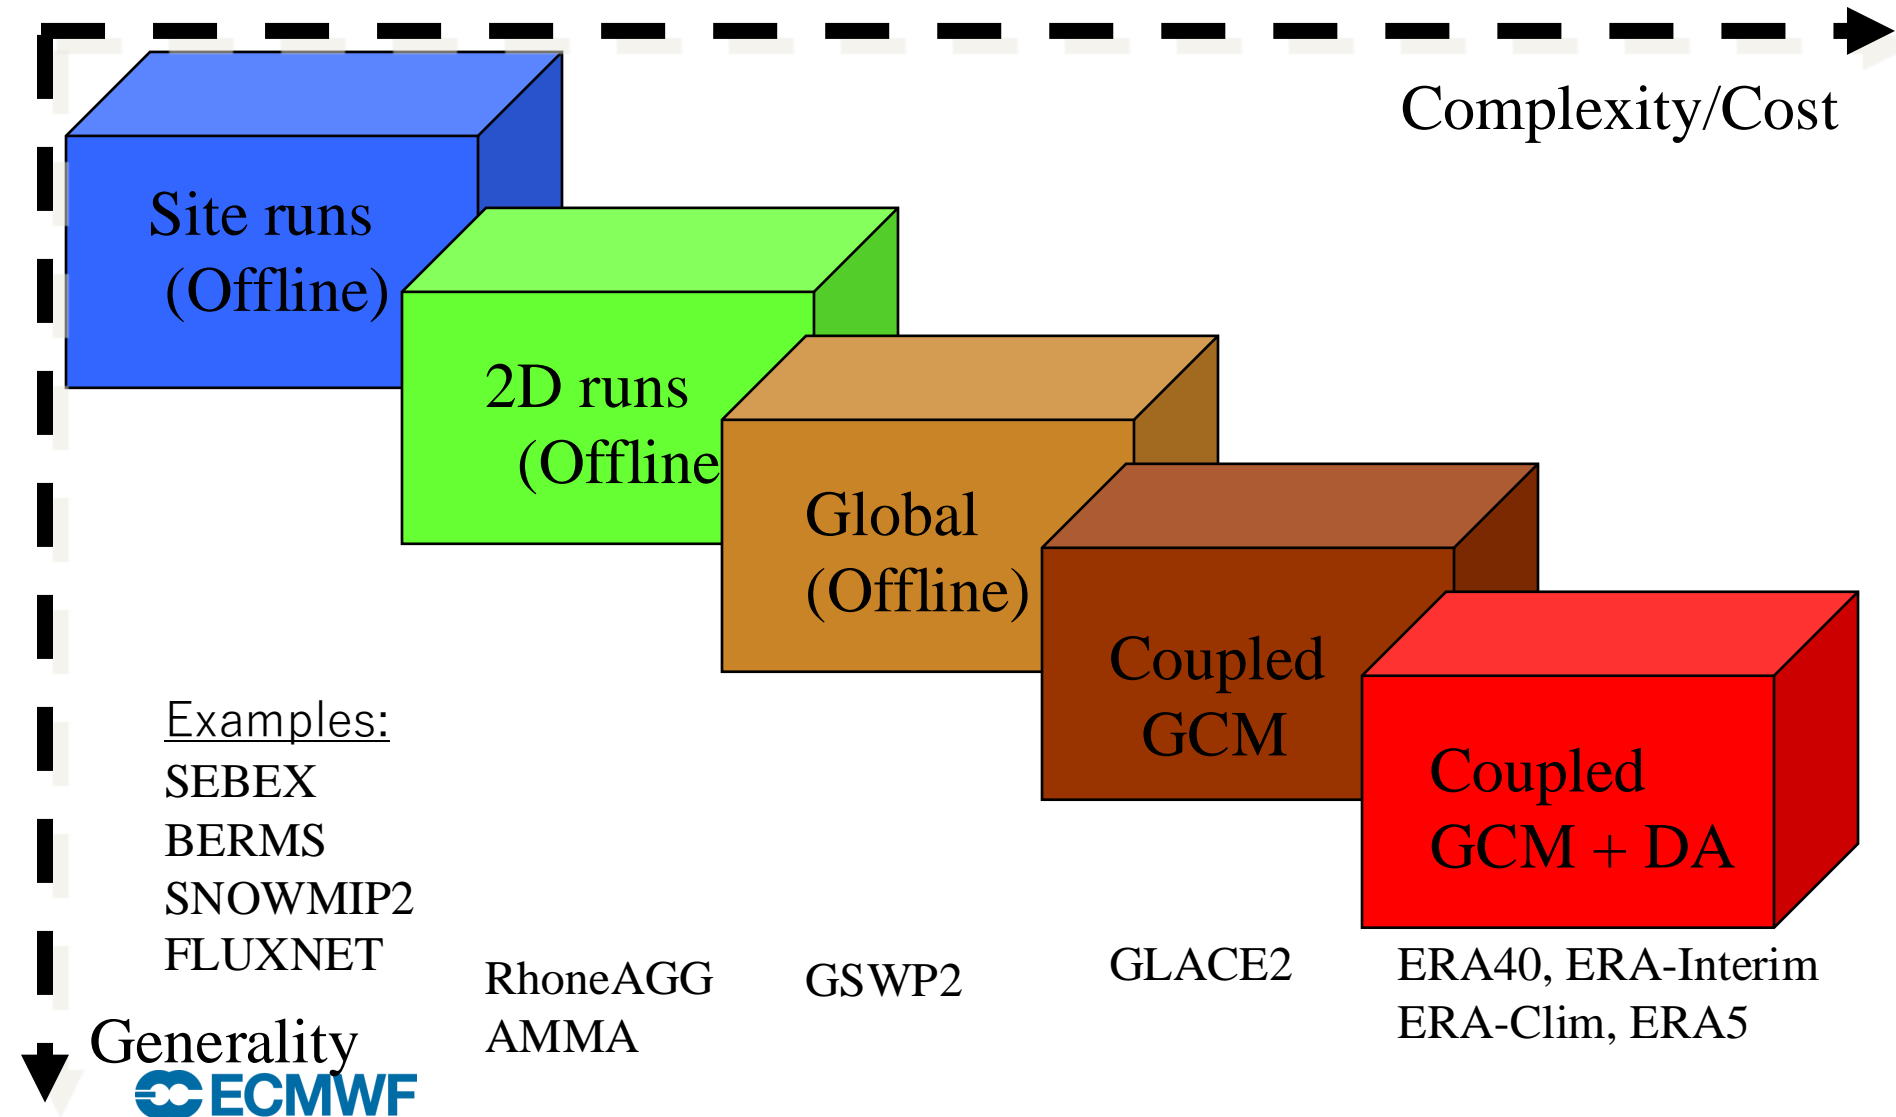 Complexity/Cost
Site runs
(Offline)
2D runs
(Offline
Global
(Offline)
Coupled
GCM
Coupled
GCM + DA
Examples:
SEBEX
BERMS
SNOWMIP2
FLUXNET
RhoneAGG
AMMA
GSWP2
GLACE2
ERA40, ERA-Interim
ERA-Clim, ERA5
Generality
ECMWF